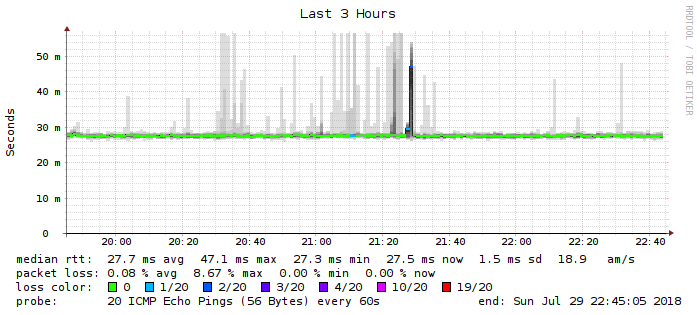 Last 3 Hours
RRDTOOL / TOBI OETIKER
Seconds
50 m
40 m
30 m
20 m
10 m
0
20:00 20:20 20:40 21:00 21:20 21:40 22:00 22:20 22:40
median rtt: 27.7 ms avg 47.1 ms max 27.3 ms min 27.5 ms now 1.5 ms sd 18.9 am/s
packet loss: 0.08 % avg 8.67 % max 0.00 % min 0.00 % now
loss color: 0 1/20 2/20 3/20 4/20 10/20 19/20
probe: 20 ICMP Echo Pings (56 Bytes) every 60s end: Sun Jul 29 22:45:05 2018